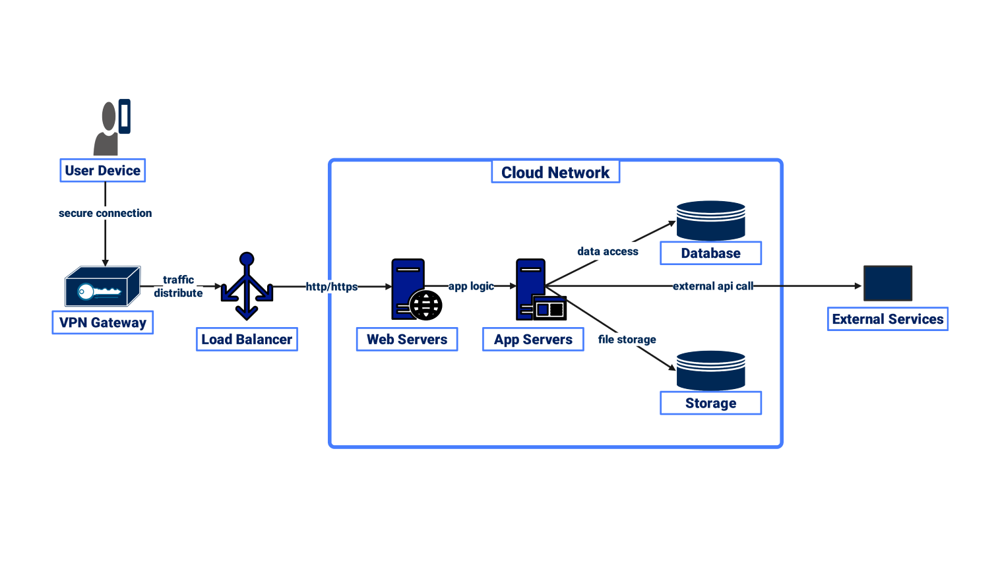 User Device
secure connection
VPN Gateway
traffic
distribute
Load Balancer
http/https
Cloud Network
Web Servers
app logic
App Servers
data access
Database
external api call
file storage
Storage
External Services